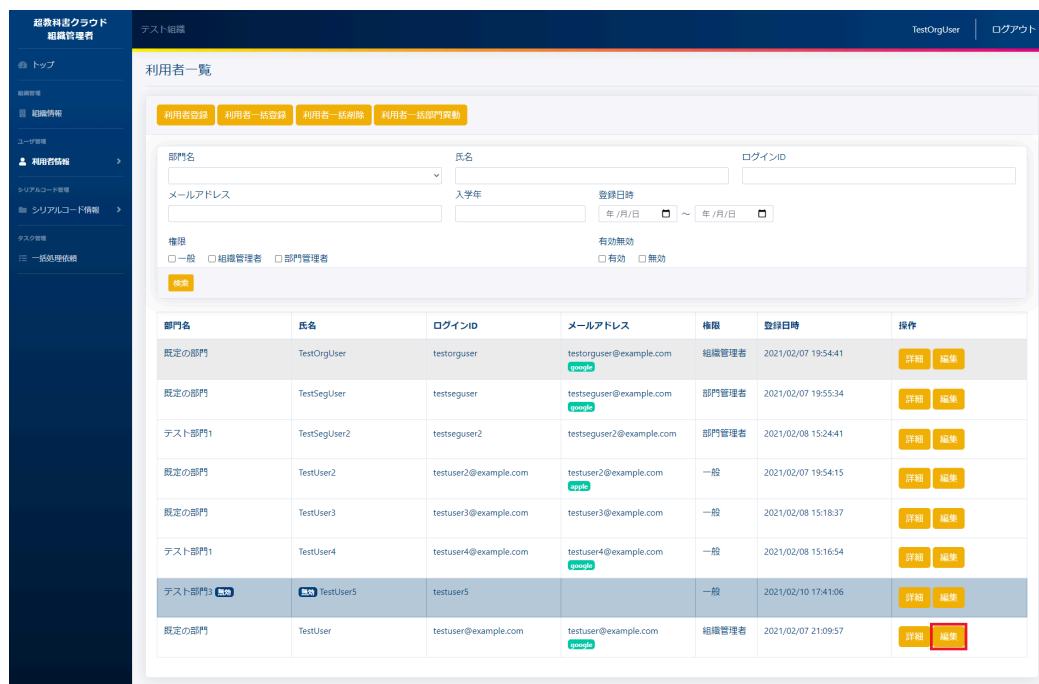 超教科書クラウド
組織管理者
テスト組織
TestOrgUser
ログアウト
トップ
組織管理
組織情報
ユーザ管理
利用者情報
シリアルコード管理
シリアルコード情報
タスク管理
一括処理依頼
利用者一覧
利用者登録 利用者一括登録 利用者一括削除 利用者一括部門異動
部門名 氏名 ログインID
メールアドレス 入学年 登録日時
年 /月/日 ～ 年 /月/日
権限 有効無効
一般 組織管理者 部門管理者 有効 無効
検索
部門名 氏名 ログインID メールアドレス 権限 登録日時 操作
既定の部門 TestOrgUser testorguser testorguser@example.com 組織管理者 2021/02/07 19:54:41 詳細 編集
google
既定の部門 TestSegUser testseguser testseguser@example.com 部門管理者 2021/02/07 19:55:34 詳細 編集
google
テスト部門1 TestSegUser2 testseguser2 testseguser2@example.com 部門管理者 2021/02/08 15:24:41 詳細 編集
既定の部門 TestUser2 testuser2@example.com testuser2@example.com 一般 2021/02/07 19:54:15 詳細 編集
apple
既定の部門 TestUser3 testuser3@example.com testuser3@example.com 一般 2021/02/08 15:18:37 詳細 編集
テスト部門1 TestUser4 testuser4@example.com testuser4@example.com 一般 2021/02/08 15:16:54 詳細 編集
google
テスト部門3 無効 無効 TestUser5 testuser5 一般 2021/02/10 17:41:06 詳細 編集
既定の部門 TestUser testuser@example.com testuser@example.com 組織管理者 2021/02/07 21:09:57 詳細 編集
google